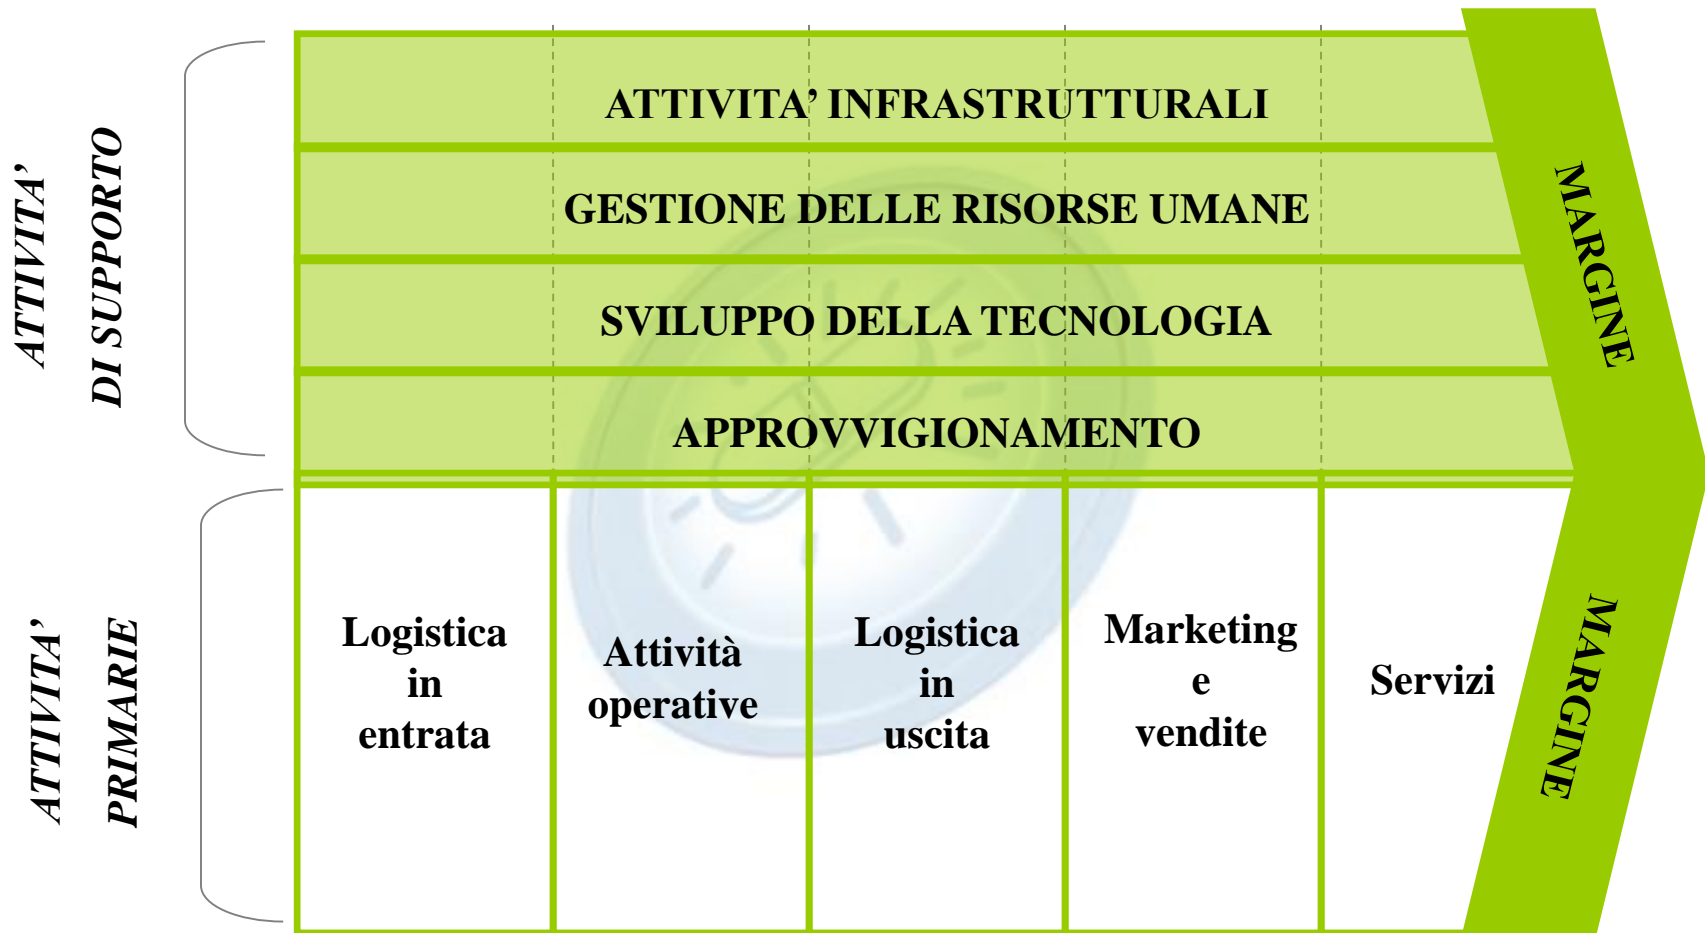 ATTIVITA'
DI SUPPORTO
ATTIVITA’ INFRASTRUTTURALI
GESTIONE DELLE RISORSE UMANE
SVILUPPO DELLA TECNOLOGIA
APPROVVIGIONAMENTO
MARGINE
ATTIVITA’
PRIMARIE
Logistica
in
entrata
Attività
operative
Logistica
in
uscita
Marketing
e
vendite
Servizi
MARGINE